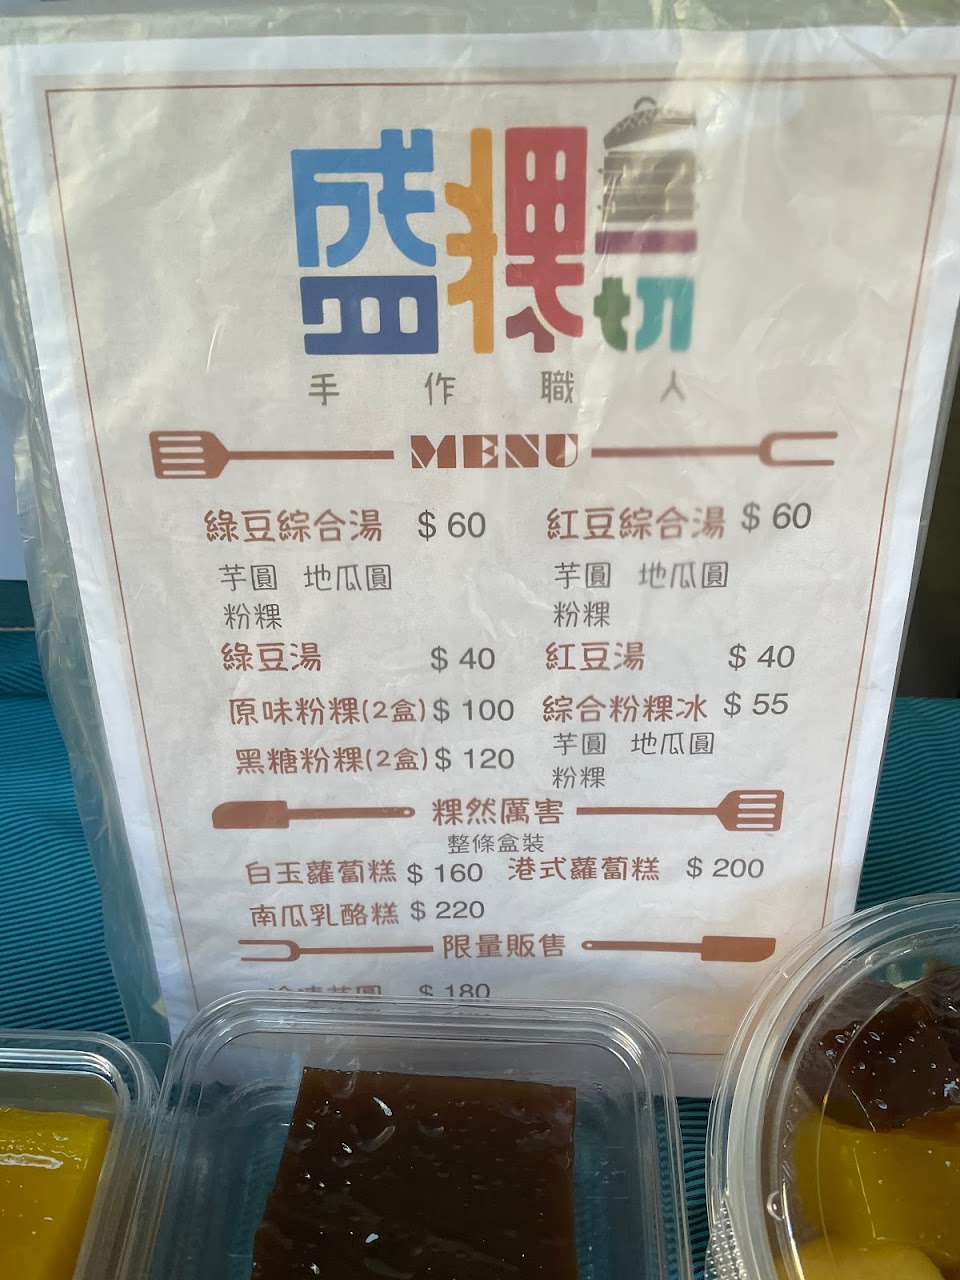 盛粿
手作職人
MENU
綠豆綜合湯 $ 60
芋圓 地瓜圓
粉粿
紅豆綜合湯 $ 60
芋圓 地瓜圓
粉粿
綠豆湯 $ 40
紅豆湯 $ 40
原味粉粿(2盒) $ 100
綜合粉粿冰 $ 55
芋圓 地瓜圓
粉粿
黑糖粉粿(2盒) $ 120
粿然厲害
整條盒裝
白玉蘿蔔糕 $ 160
港式蘿蔔糕 $ 200
南瓜乳酪糕 $ 220
限量販售
$ 180